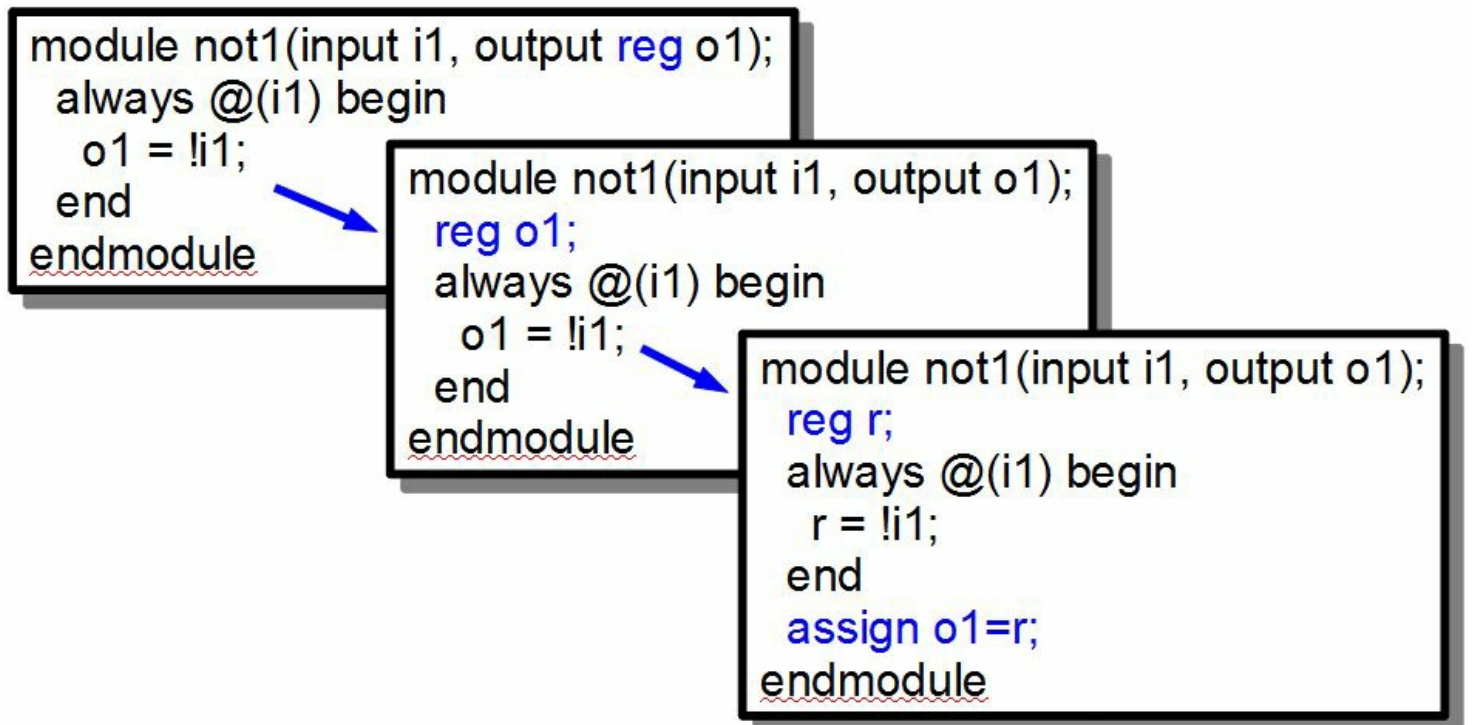 module not1(input i1, output reg o1);
always @(i1) begin
o1 = !i1;
end
endmodule
module not1(input i1, output o1);
reg o1;
always @(i1) begin
o1 = !i1;
end
endmodule
module not1(input i1, output o1);
reg r;
always @(i1) begin
r = !i1;
end
assign o1=r;
endmodule